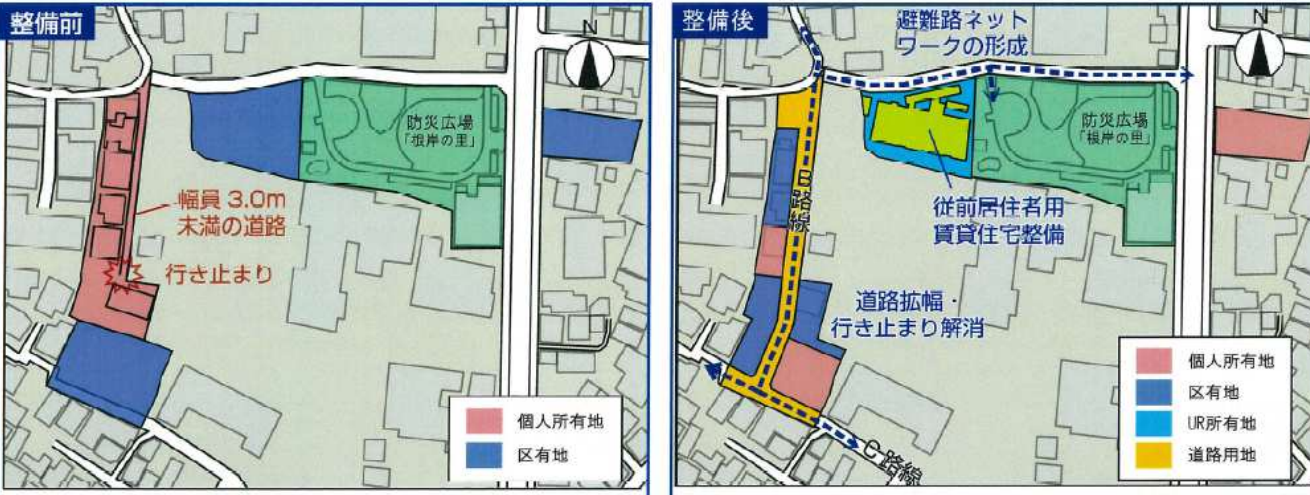 整備前
N
防災広場
「根岸の里」
幅員 3.0m
未満の道路
行き止まり
個人所有地
区有地
整備後
避難路ネット
ワークの形成
N
防災広場
「根岸の里」
B路線
従前居住者用
賃貸住宅整備
道路拡幅・
行き止まり解消
C路線
個人所有地
区有地
UR所有地
道路用地